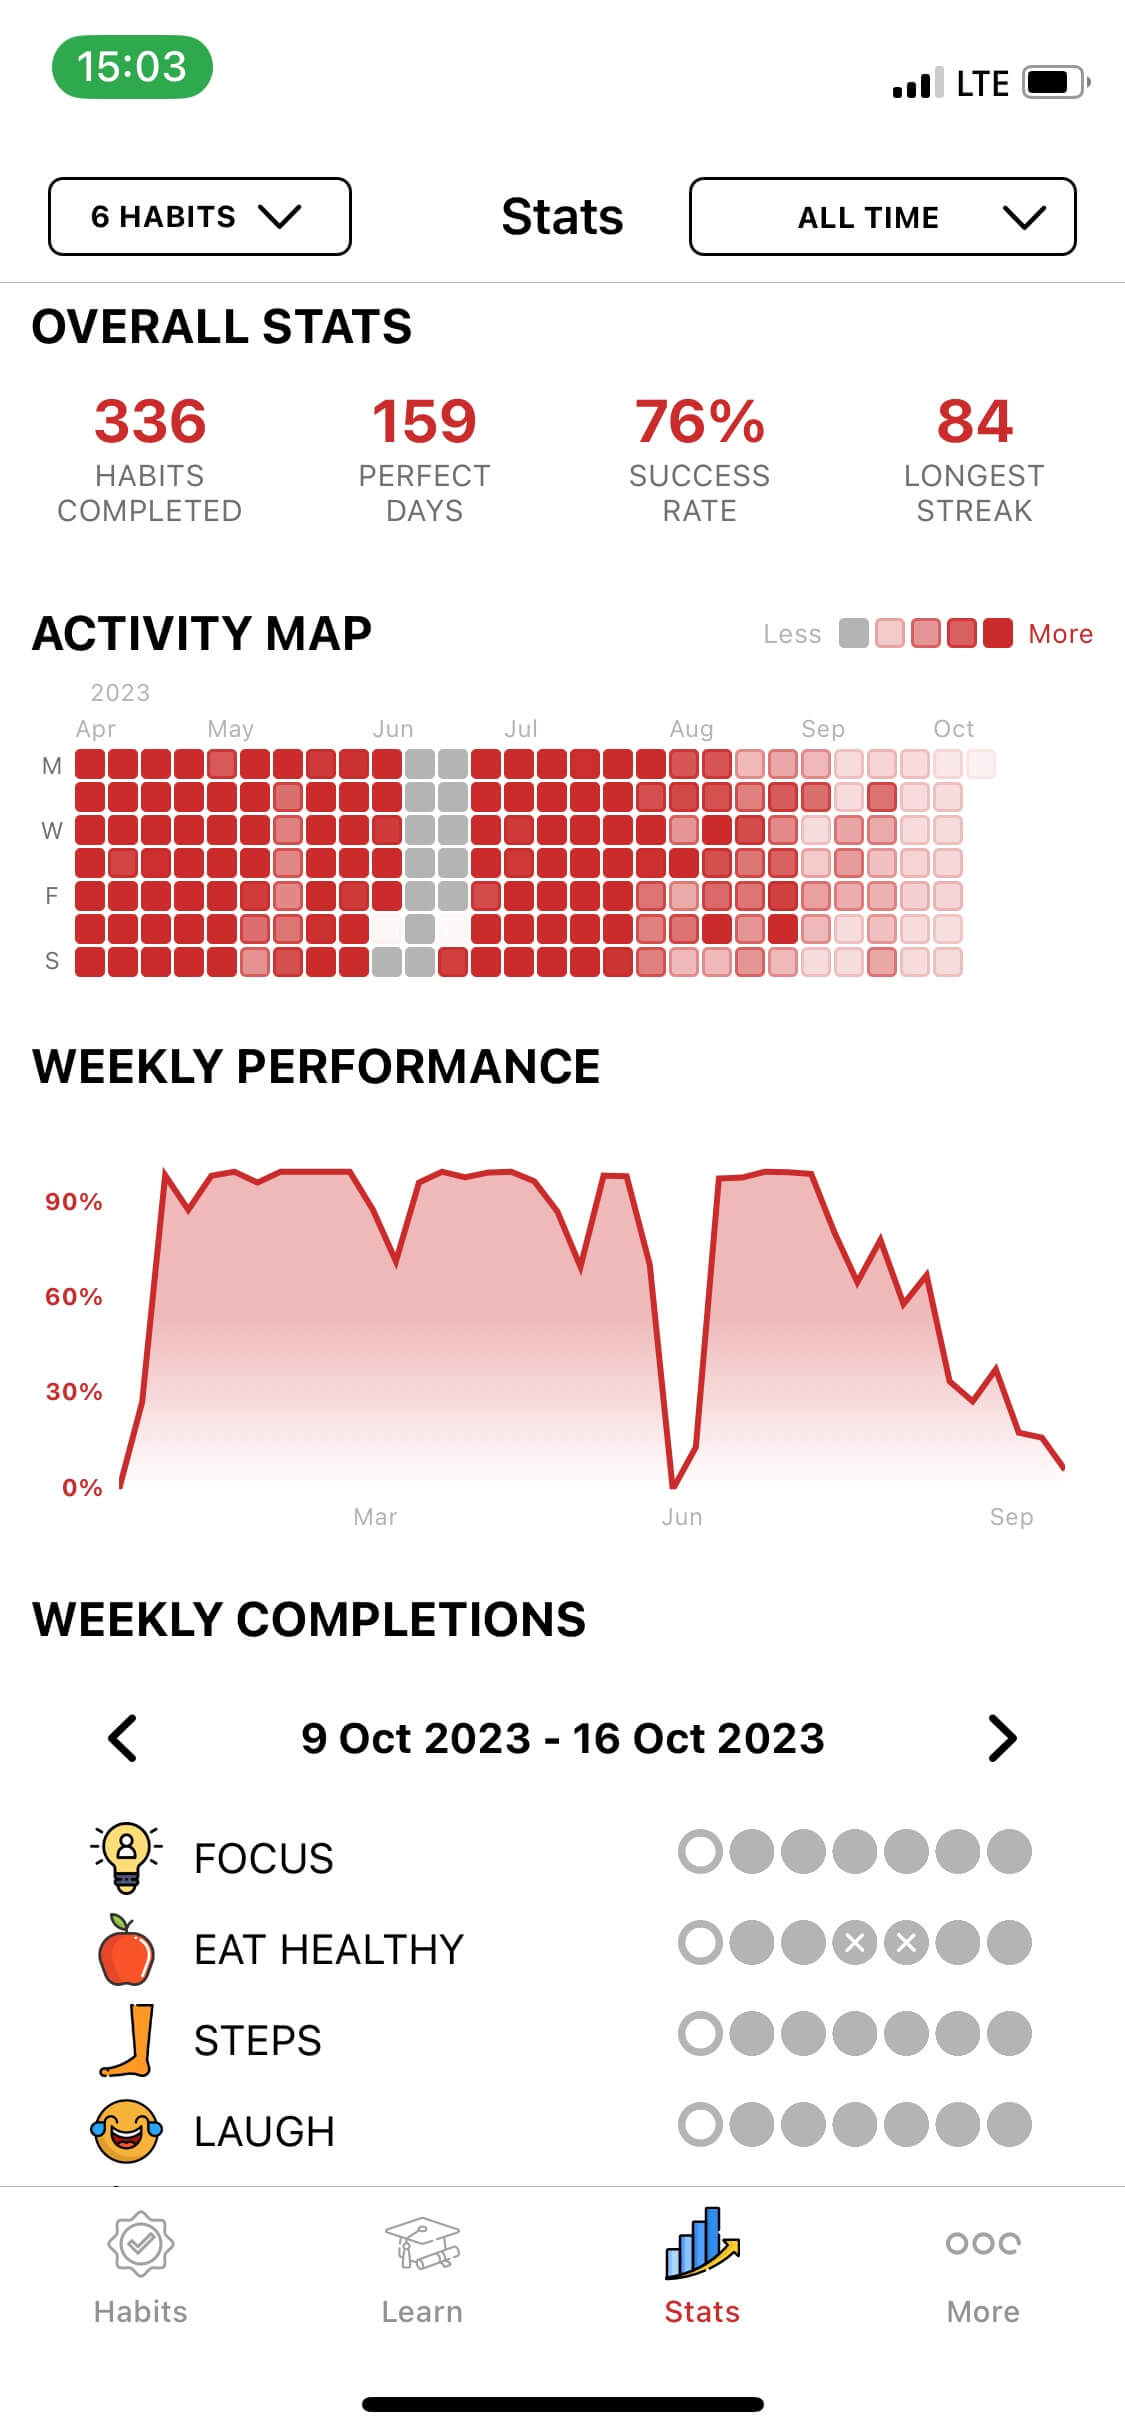 15:03
LTE
6 HABITS
Stats
ALL TIME
OVERALL STATS
336
159
76%
84
HABITS COMPLETED
PERFECT DAYS
SUCCESS RATE
LONGEST STREAK
ACTIVITY MAP
Less
More
2023
Apr May Jun Jul Aug Sep Oct
M
W
F
S
WEEKLY PERFORMANCE
90%
60%
30%
0%
Mar Jun Sep
WEEKLY COMPLETIONS
9 Oct 2023 - 16 Oct 2023
FOCUS
EAT HEALTHY
STEPS
LAUGH
Habits
Learn
Stats
More